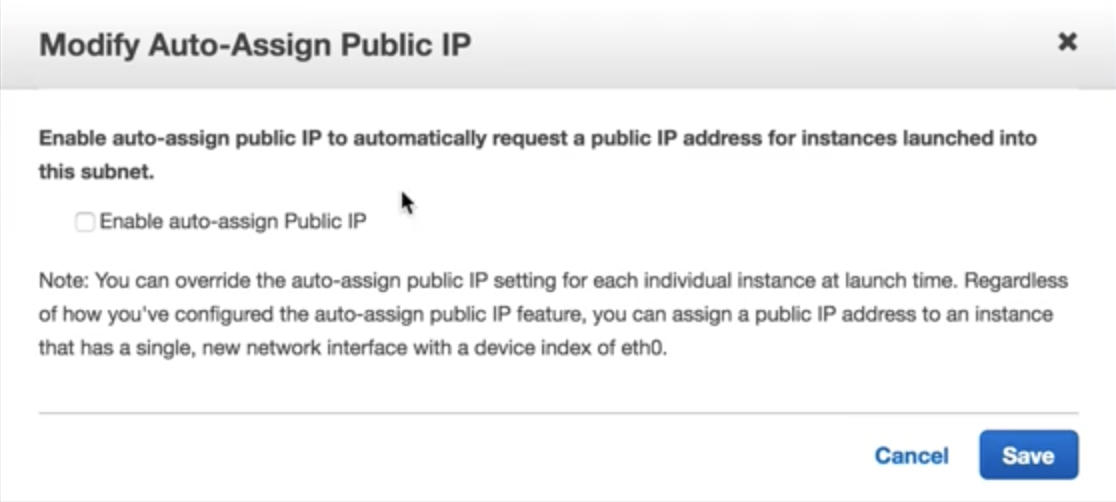 Modify Auto-Assign Public IP
Enable auto-assign public IP to automatically request a public IP address for instances launched into
this subnet.
Enable auto-assign Public IP
Note: You can override the auto-assign public IP setting for each individual instance at launch time. Regardless
of how you've configured the auto-assign public IP feature, you can assign a public IP address to an instance
that has a single, new network interface with a device index of eth0.
Cancel
Save